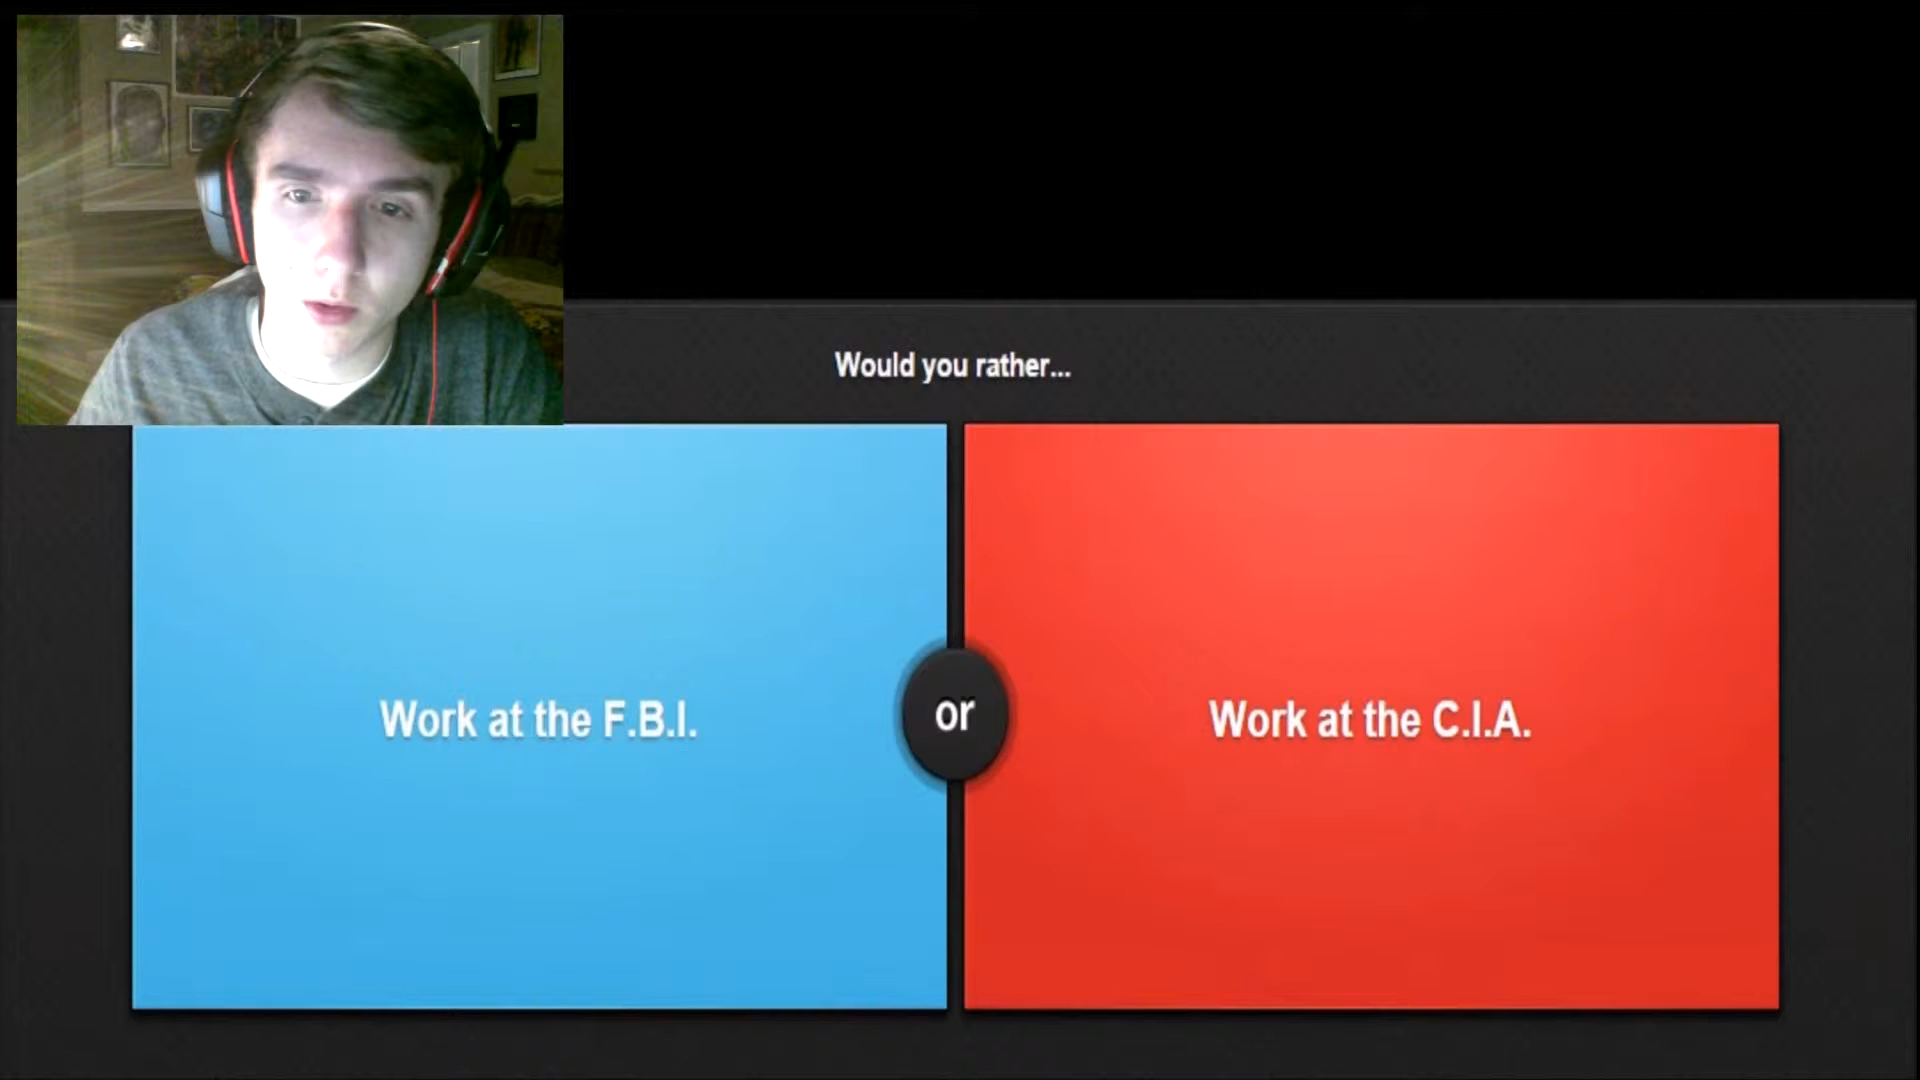 Would you rather...
Work at the F.B.I.
or
Work at the C.I.A.